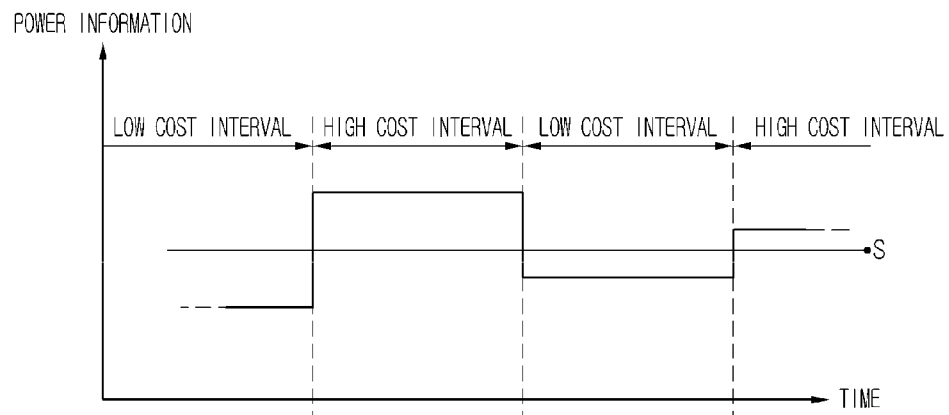 POWER INFORMATION
LOW COST INTERVAL HIGH COST INTERVAL LOW COST INTERVAL HIGH COST INTERVAL
S
TIME